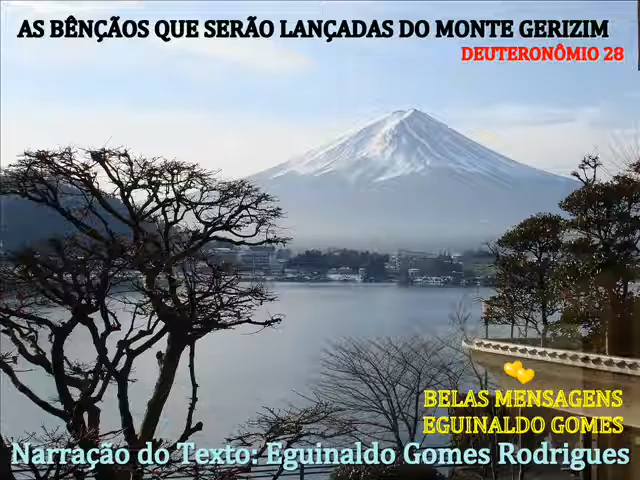 AS BÊNÇÃOS QUE SERÃO LANÇADAS DO MONTE GERIZIM
DEUTERONÔMIO 28
BELAS MENSAGENS
EGUINALDO GOMES
Narração do Texto: Eguinaldo Gomes Rodrigues